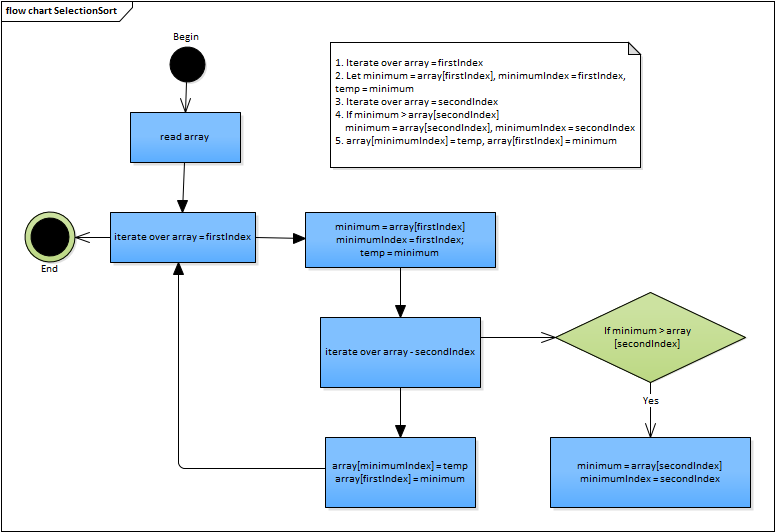 flow chart SelectionSort
Begin
1. Iterate over array = firstIndex
2. Let minimum = array[firstIndex], minimumIndex = firstIndex,
temp = minimum
3. Iterate over array = secondIndex
4. If minimum > array[secondIndex]
minimum = array[secondIndex], minimumIndex = secondIndex
5. array[minimumIndex] = temp, array[firstIndex] = minimum
read array
iterate over array = firstIndex
minimum = array[firstIndex]
minimumIndex = firstIndex;
temp = minimum
End
iterate over array - secondIndex
If minimum > array
[secondIndex]
Yes
array[minimumIndex] = temp
array[firstIndex] = minimum
minimum = array[secondIndex]
minimumIndex = secondIndex